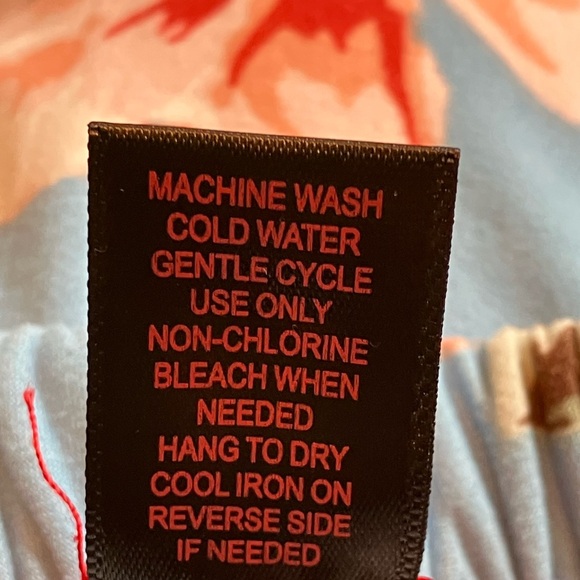 MACHINE WASH
COLD WATER
GENTLE CYCLE
USE ONLY
NON-CHLORINE
BLEACH WHEN
NEEDED
HANG TO DRY
COOL IRON ON
REVERSE SIDE
IF NEEDED